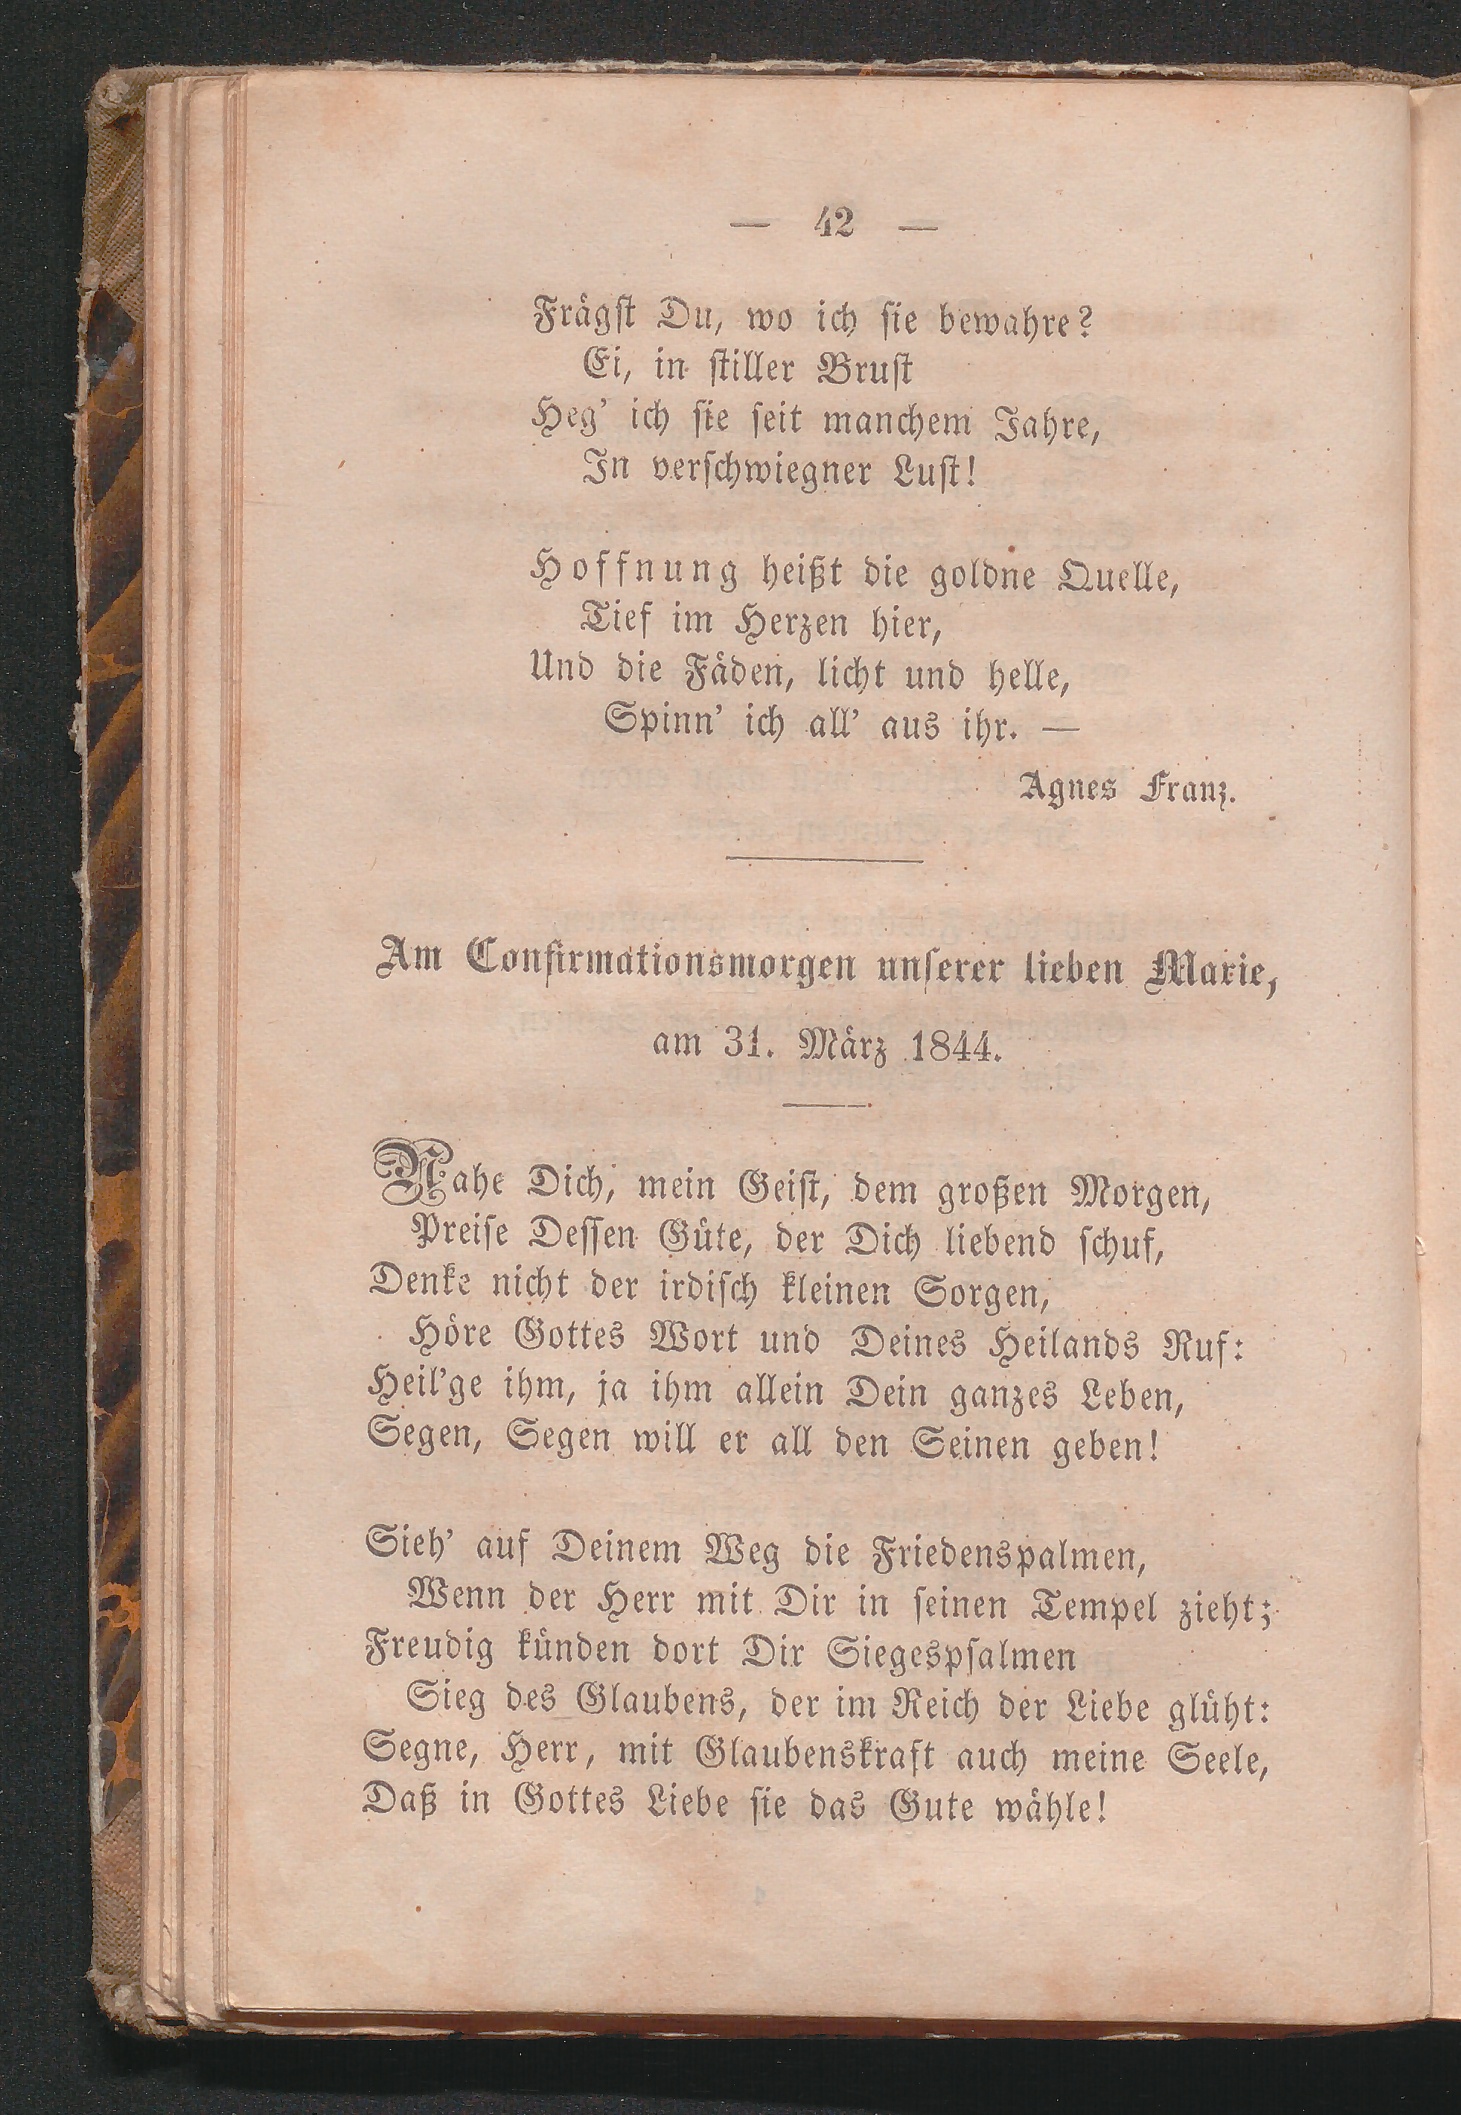 — 42 —
Frägst Du, wo ich sie bewahre?
Ei, in stiller Brust
Heg' ich sie seit manchem Jahre,
In verschwiegner Lust!
Hoffnung heißt die goldne Quelle,
Tief im Herzen hier,
Und die Fäden, licht und helle,
Spinn' ich all' aus ihr. —
Agnes Franz.
Am Confirmationsmorgen unserer lieben Marie,
am 31. März 1844.
Nahe Dich, mein Geist, dem großen Morgen,
Preise Dessen Güte, der Dich liebend schuf,
Denke nicht der irdisch kleinen Sorgen,
Höre Gottes Wort und Deines Heilands Ruf:
Heil'ge ihm, ja ihm allein Dein ganzes Leben,
Segen, Segen will er all den Seinen geben!
Sieh' auf Deinem Weg die Friedenspalmen,
Wenn der Herr mit Dir in seinen Tempel zieht;
Freudig künden dort Dir Siegespsalmen
Sieg des Glaubens, der im Reich der Liebe glüht:
Segne, Herr, mit Glaubenskraft auch meine Seele,
Daß in Gottes Liebe sie das Gute wähle!